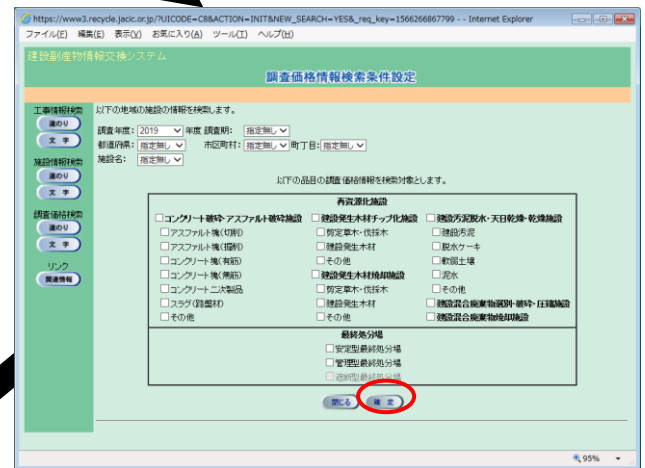 https://www3.recycle.jacic.or.jp/?UICODE=C8&ACTION=INIT&NEW_SEARCH=YES&_req_key=1566266867799 - - Internet Explorer
ファイル(F) 編集(E) 表示(V) お気に入り(A) ツール(T) ヘルプ(H)
建設副産物情報交換システム
調査価格情報検索条件設定
工事情報検索
道のり
文 字
施設情報検索
道のり
文 字
調査価格検索
道のり
文 字
リンク
関連情報
以下の地域の施設の情報を検索します。
調査年度: 2019 年度 調査期: 指定無し
都道府県: 指定無し 市区町村: 指定無し 町丁目: 指定無し
施設名: 指定無し
以下の品目の調査価格情報を検索対象とします。
再資源化施設
コンクリート破砕・アスファルト破砕施設 建設発生木材チップ化施設 建設汚泥脱水・天日乾燥・乾燥施設
アスファルト塊(切削) 剪定草木・伐採木 建設汚泥
アスファルト塊(掘削) 建設発生木材 脱水ケーキ
コンクリート塊(有筋) その他 軟弱土壌
コンクリート塊(無筋) 建設発生木材焼却施設 泥水
コンクリート二次製品 剪定草木・伐採木 その他
スラグ(路盤材) 建設発生木材 建設混合廃棄物選別・破砕・圧縮施設
その他 その他 建設混合廃棄物焼却施設
最終処分場
安定型最終処分場
管理型最終処分場
遮断型最終処分場
閉じる 確 定
95%